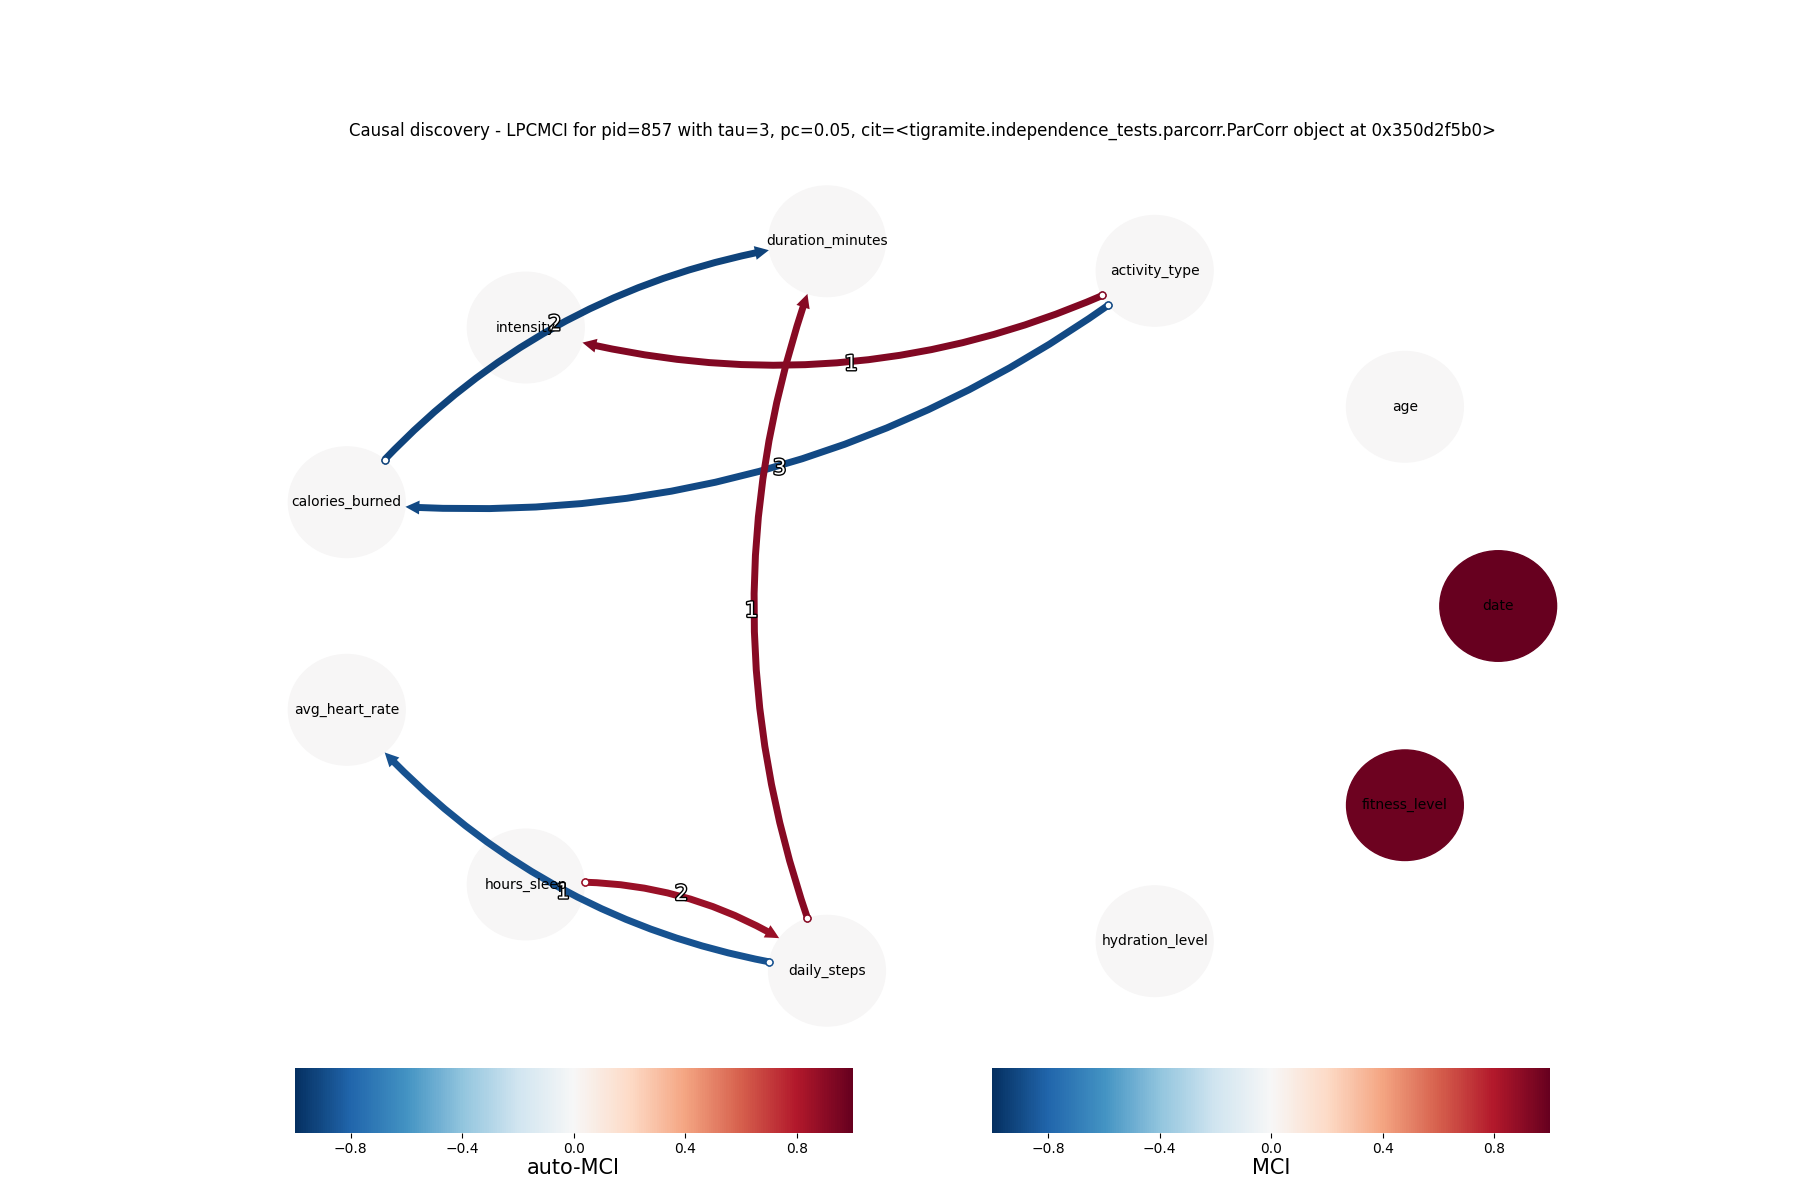 Causal discovery - LPCMCI for pid=857 with tau=3, pc=0.05, cit=<tigramite.independence_tests.parcorr.ParCorr object at 0x350d2f5b0>
duration_minutes
activity_type
intensity
2
1
age
3
calories_burned
date
1
avg_heart_rate
fitness_level
hours_sleep
1
2
hydration_level
daily_steps
−0.8 −0.4 0.0 0.4 0.8
auto-MCI
−0.8 −0.4 0.0 0.4 0.8
MCI